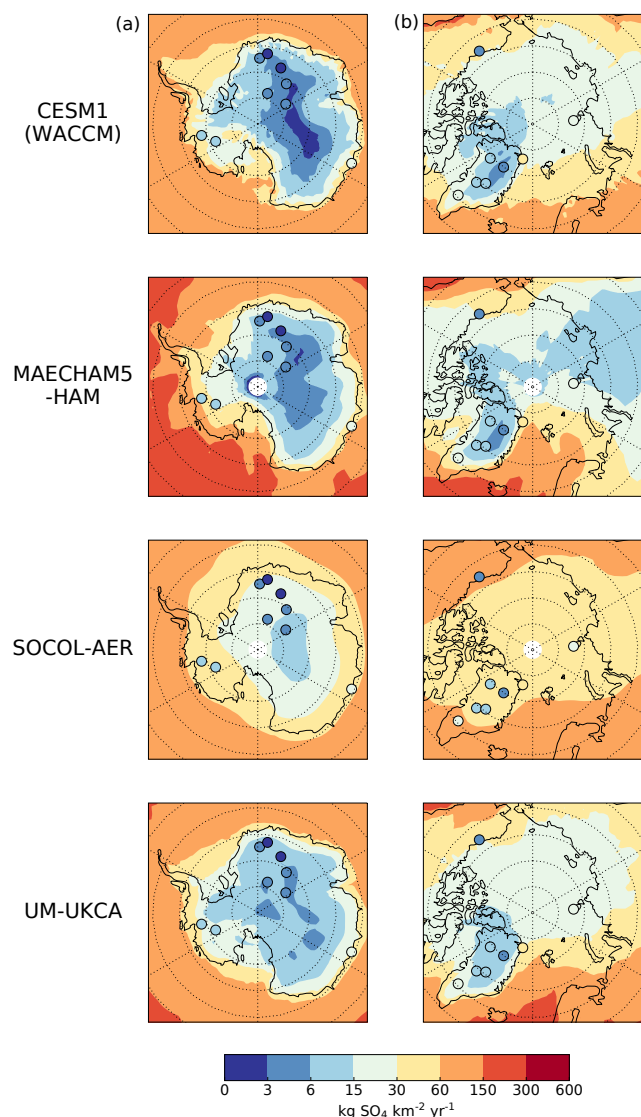 (a)
(b)
CESM1
(WACCM)
MAECHAM5
-HAM
SOCOL-AER
UM-UKCA
0 3 6 15 30 60 150 300 600
kg SO₄ km⁻² yr⁻¹